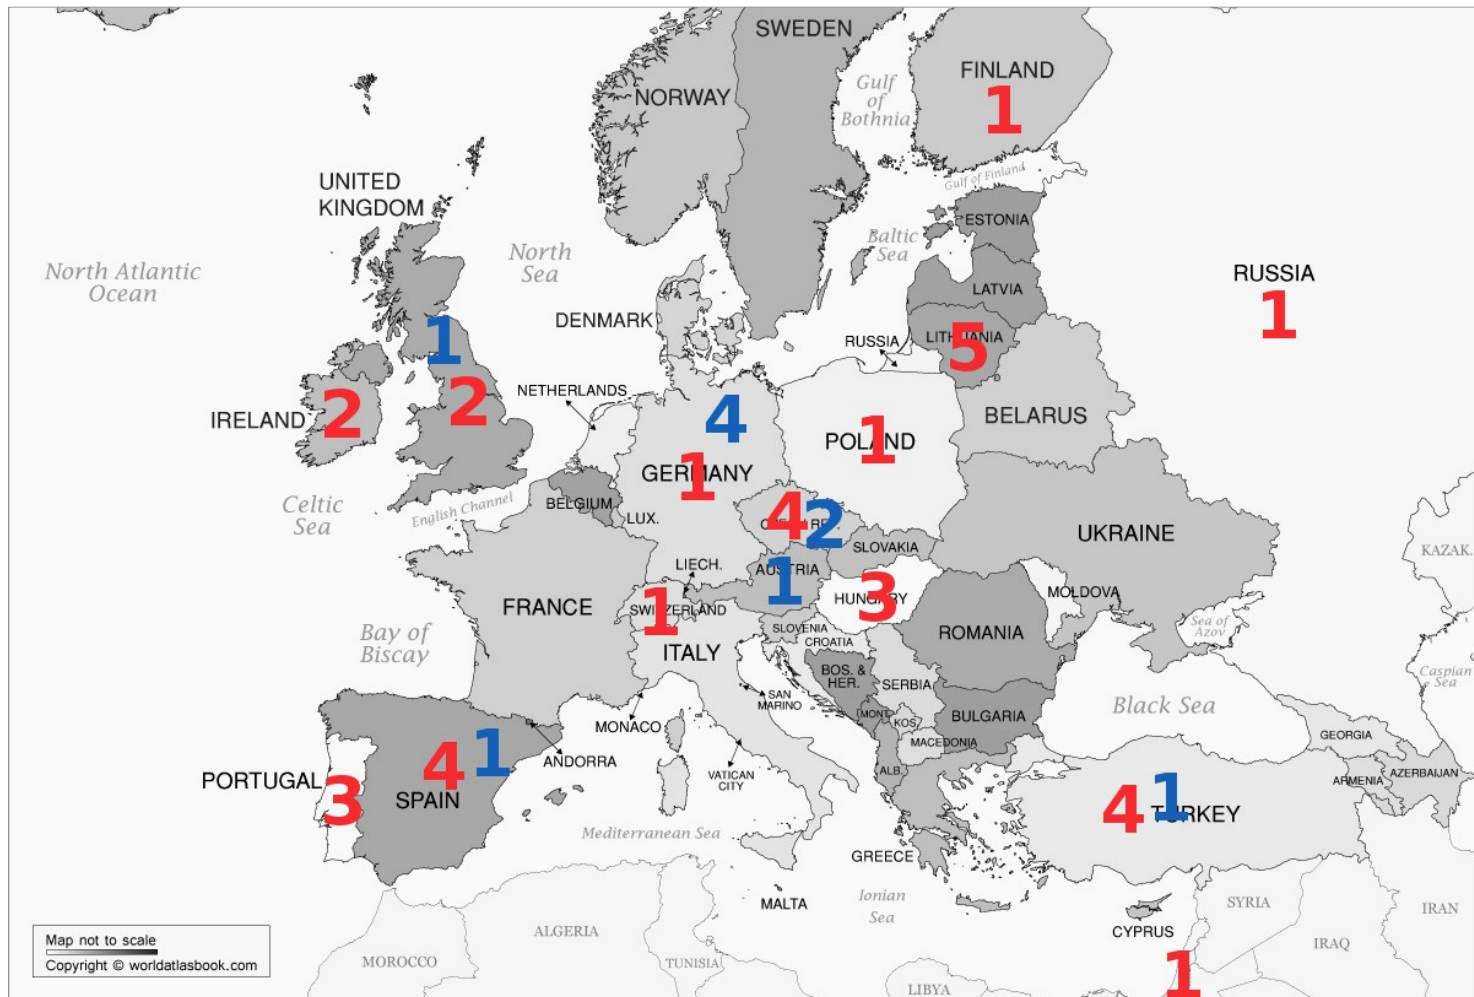 SWEDEN
FINLAND
1
NORWAY
Gulf
of
Bothnia
Gulf of Finland
UNITED
KINGDOM
ESTONIA
North
Sea
Baltic
Sea
North Atlantic
Ocean
RUSSIA
1
LATVIA
DENMARK
1
RUSSIA
LITHUANIA
5
NETHERLANDS
2
IRELAND
2
4
POLAND
1
BELARUS
GERMANY
1
Celtic
Sea
English Channel
BELGIUM
LUX.
4
2
UKRAINE
SLOVAKIA
KAZAK.
LIECH.
AUSTRIA
1
HUNGARY
3
MOLDOVA
FRANCE
SWITZERLAND
1
Sea of
Azov
SLOVENIA
CROATIA
ROMANIA
Bay of
Biscay
ITALY
BOS. &
HER.
SERBIA
Caspian
Sea
SAN
MARINO
Black Sea
MONT.
KOS.
BULGARIA
MONACO
MACEDONIA
GEORGIA
ANDORRA
4
1
VATICAN
CITY
ALB.
ARMENIA
AZERBAIJAN
PORTUGAL
3
SPAIN
4
1
TURKEY
Mediterranean Sea
GREECE
MALTA
Ionian
Sea
CYPRUS
SYRIA
IRAN
ALGERIA
IRAQ
MOROCCO
TUNISIA
1
LIBYA
Map not to scale
Copyright © worldatlasbook.com